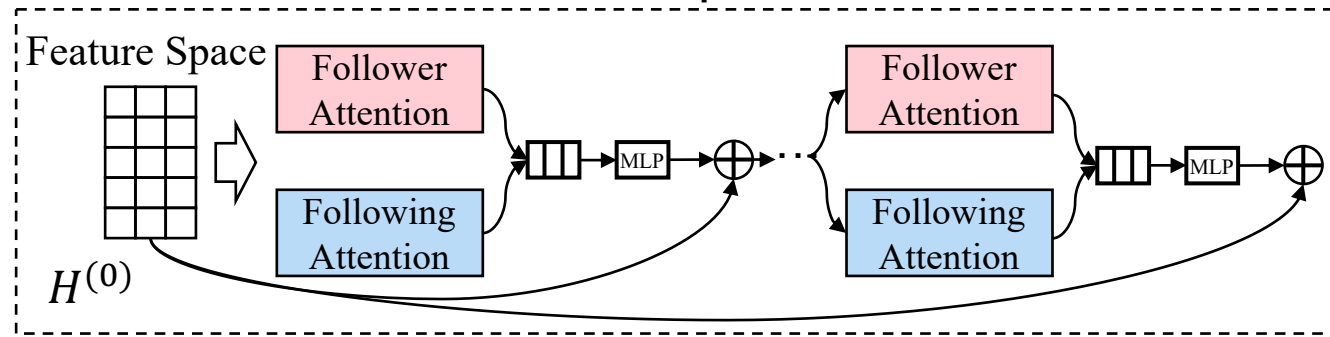 Feature Space
H^{(0)}
Follower
Attention
Following
Attention
MLP
...
Follower
Attention
Following
Attention
MLP